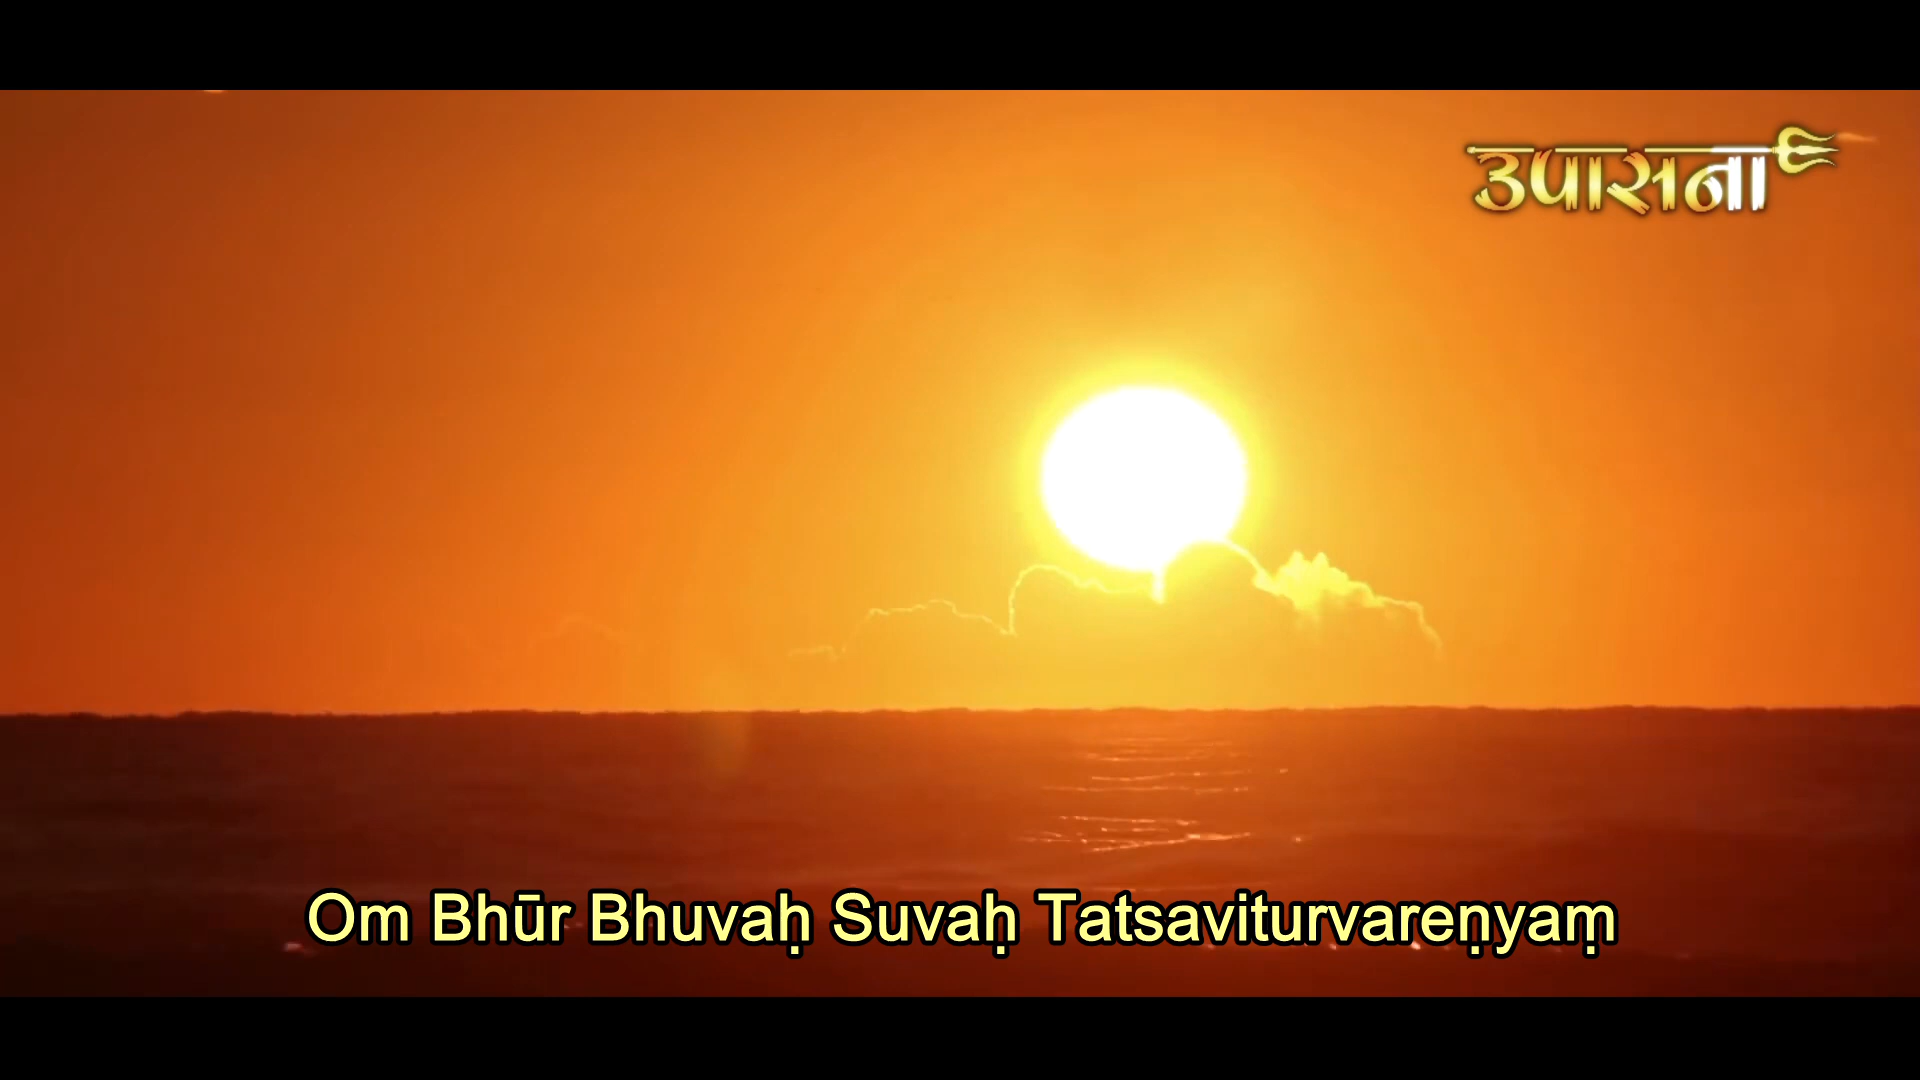 उपासना
Om Bhūr Bhuvaḥ Suvaḥ Tatsaviturvareṇyaṃ